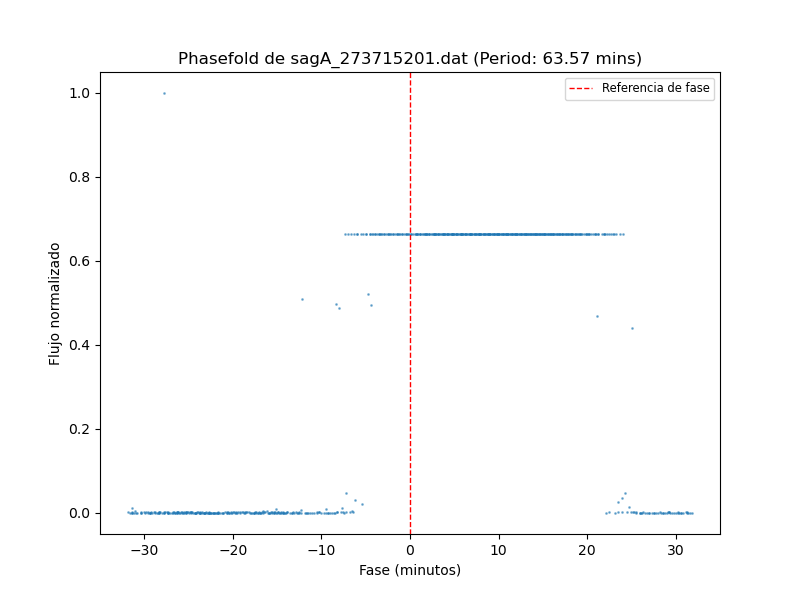 Phasefold de sagA_273715201.dat (Period: 63.57 mins)
Referencia de fase
Flujo normalizado
1.0
0.8
0.6
0.4
0.2
0.0
−30 −20 −10 0 10 20 30
Fase (minutos)